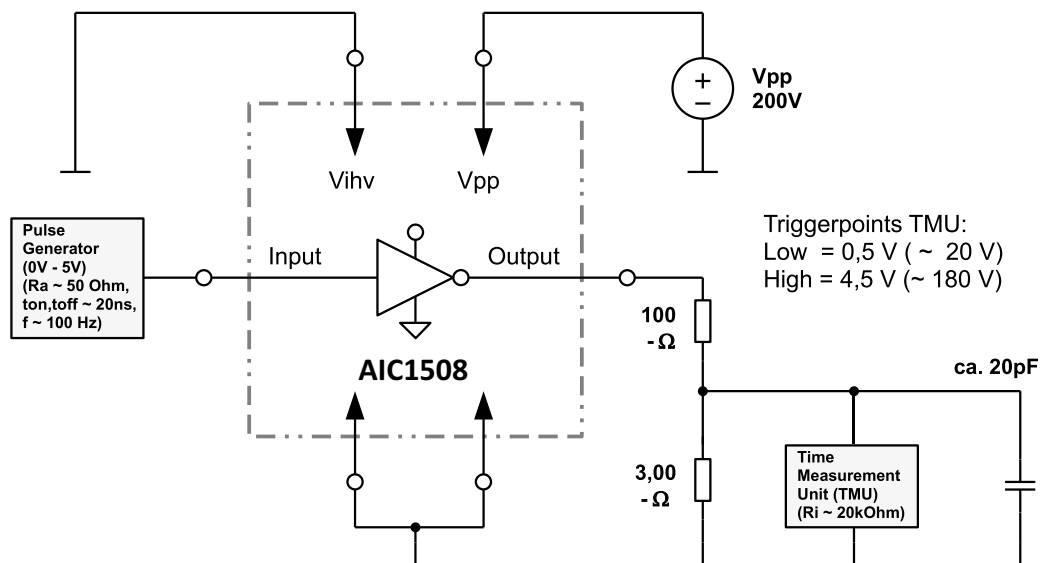 Vpp
200V
Vihv
Vpp
Pulse
Generator
(0V - 5V)
(Ra ~ 50 Ohm,
ton,toff ~ 20ns,
f ~ 100 Hz)
Input
Output
Triggerpoints TMU:
Low = 0,5 V ( ~ 20 V)
High = 4,5 V (~ 180 V)
100
- Ω
AIC1508
ca. 20pF
3,00
- Ω
Time
Measurement
Unit (TMU)
(Ri ~ 20kOhm)